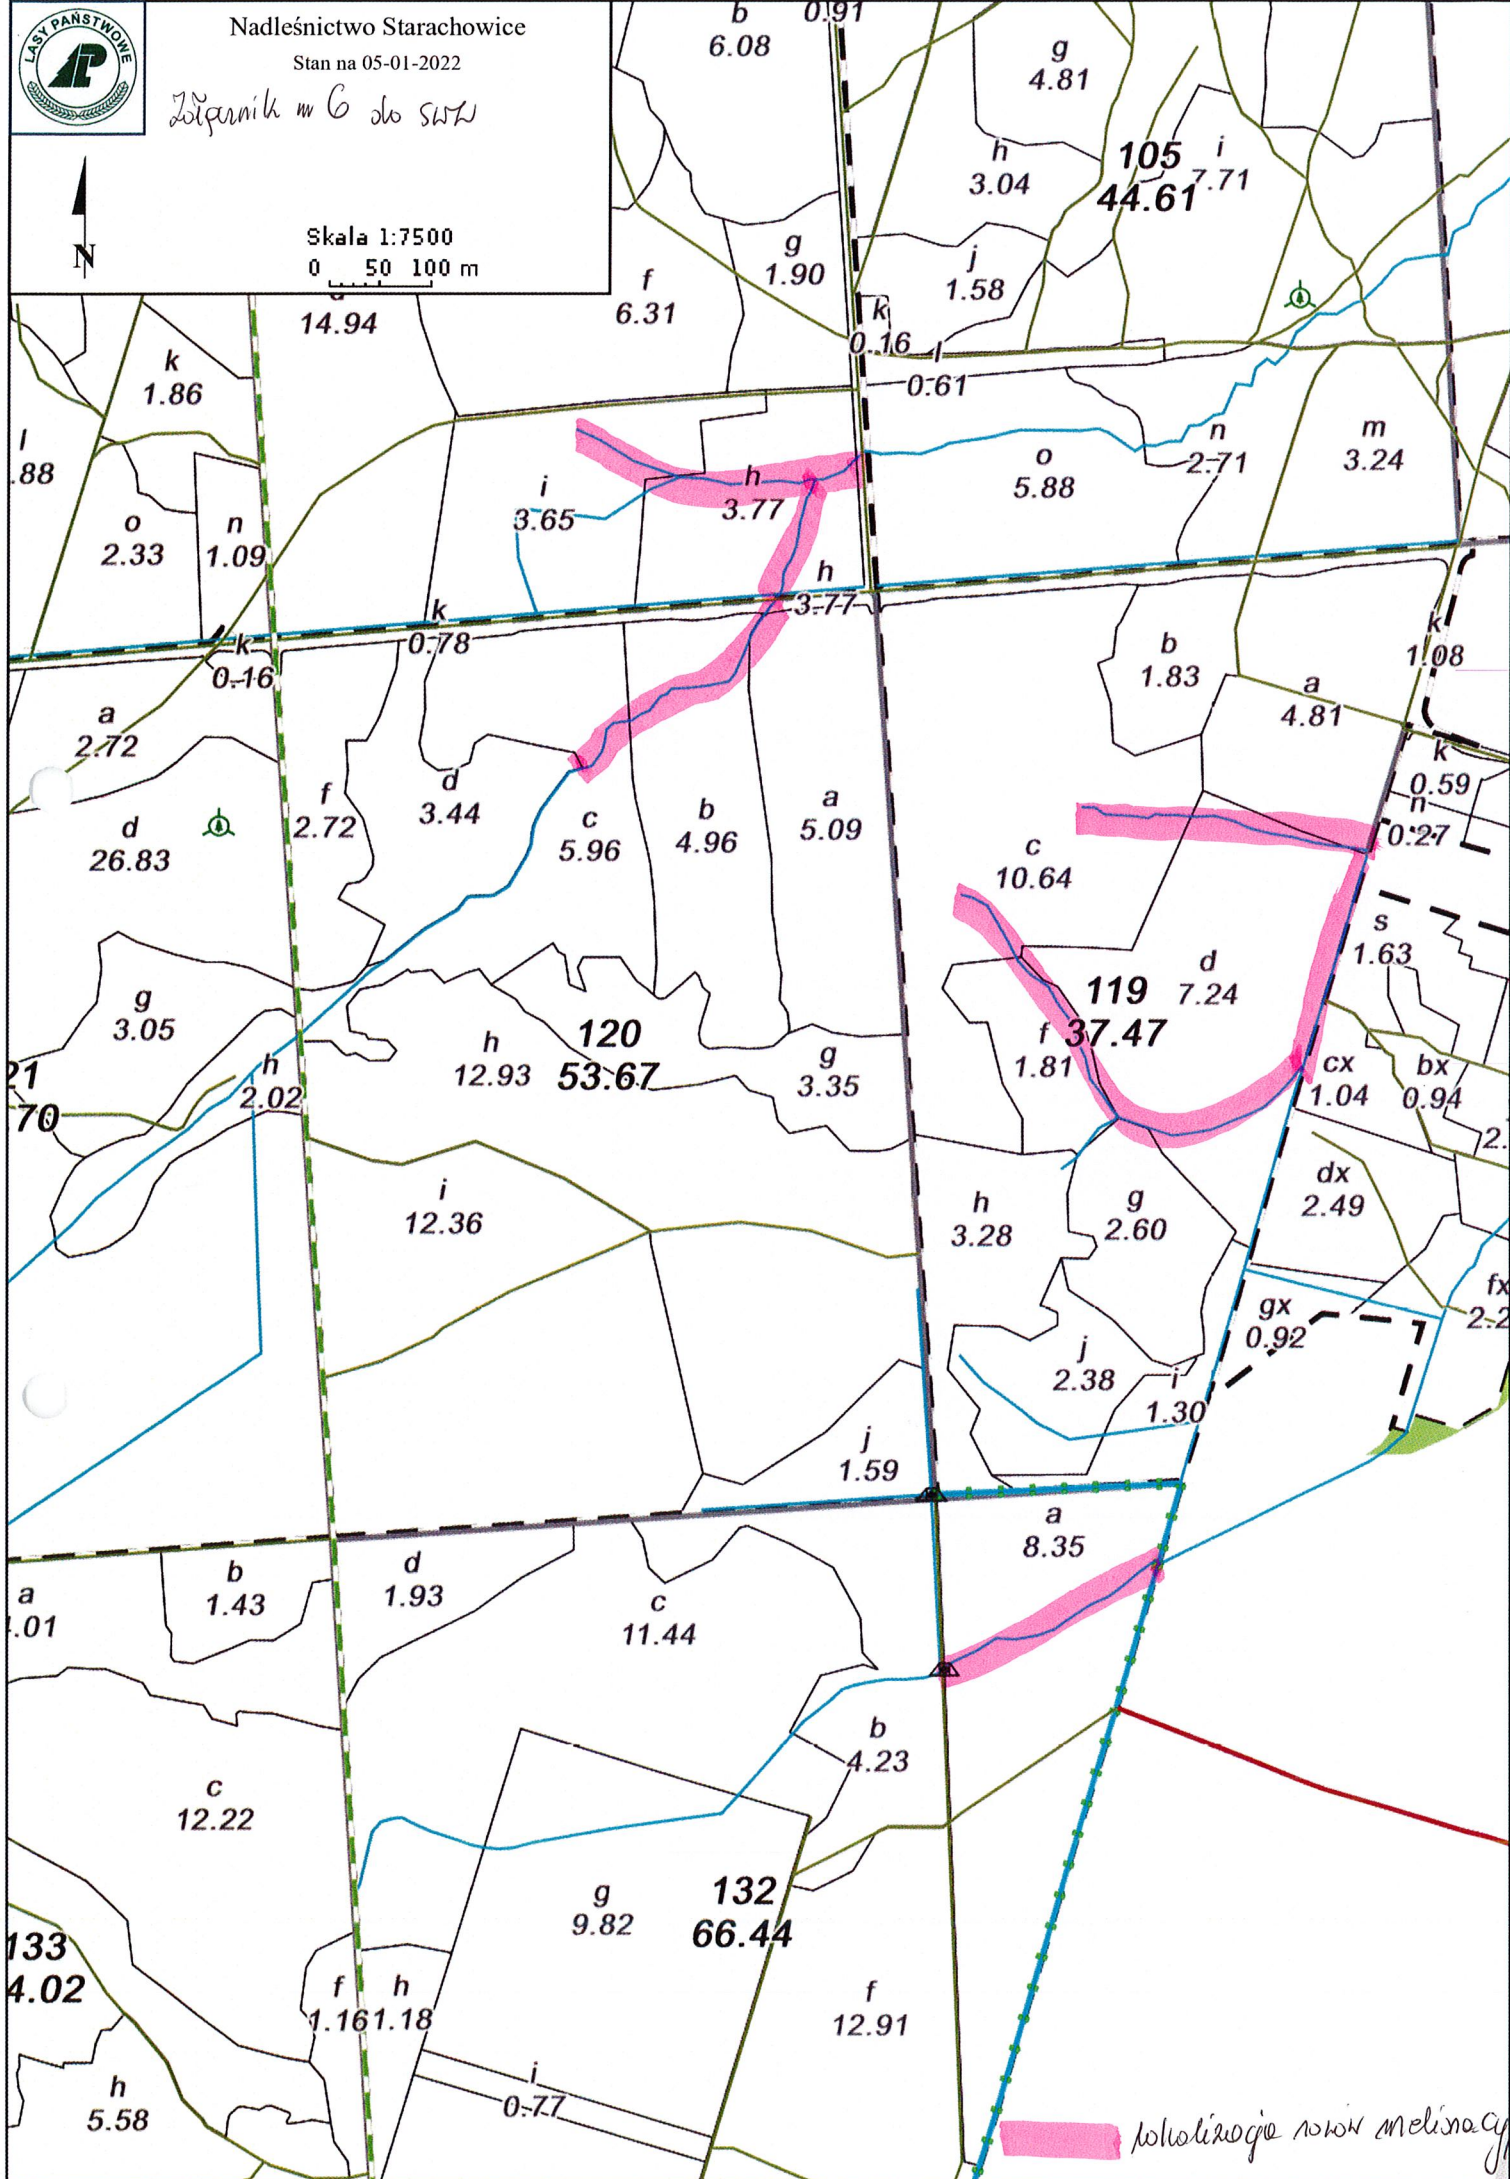 LASY PAŃSTWOWE
Nadleśnictwo Starachowice
Stan na 05-01-2022
Załącznik nr 6 do SWZ
N
Skala 1:7500
0 50 100 m
b
6.08
0.91
g
4.81
h
3.04
105
44.61
i
7.71
g
1.90
j
1.58
f
6.31
14.94
k
0.16
l
0.61
k
1.86
l
.88
o
2.33
n
1.09
i
3.65
h
3.77
o
5.88
n
2.71
m
3.24
h
3.77
k
0.78
k
0.16
b
1.83
k
1.08
a
4.81
a
2.72
k
0.59
n
0.27
d
26.83
f
2.72
d
3.44
c
5.96
b
4.96
a
5.09
c
10.64
s
1.63
g
3.05
119
37.47
d
7.24
f
1.81
h
12.93
120
53.67
g
3.35
cx
1.04
bx
0.94
21
70
h
2.02
2.
dx
2.49
i
12.36
h
3.28
g
2.60
fx
2.2
gx
0.92
j
2.38
i
1.30
j
1.59
a
8.35
a
.01
b
1.43
d
1.93
c
11.44
b
4.23
c
12.22
g
9.82
132
66.44
133
4.02
f
1.16
h
1.18
f
12.91
i
0.77
h
5.58
lokalizacja rowów melioracyj